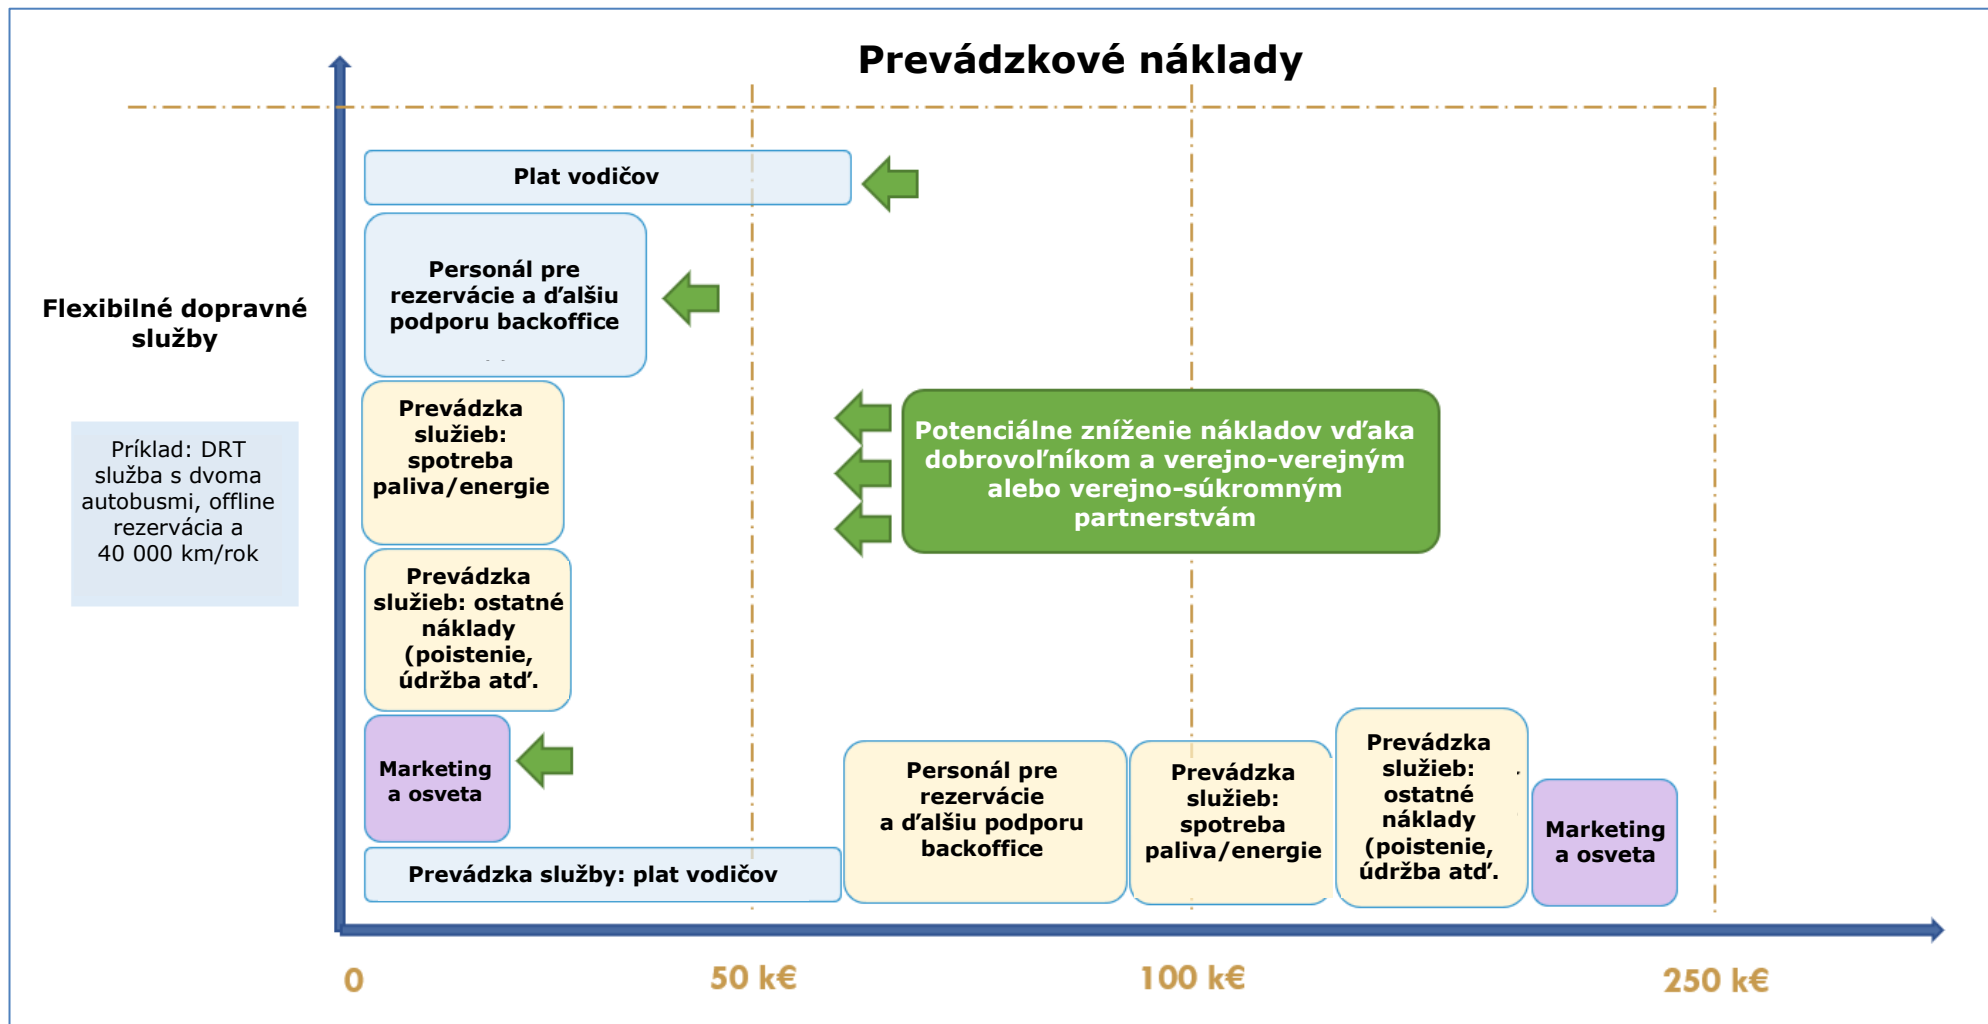 Prevádzkové náklady
Plat vodičov
Personál pre
rezervácie a ďalšiu
podporu backoffice
Flexibilné dopravné
služby
Príklad: DRT
služba s dvoma
autobusmi, offline
rezervácia a
40 000 km/rok
Prevádzka
služieb:
spotreba
paliva/energie
Potenciálne zníženie nákladov vďaka
dobrovoľníkom a verejno-verejným
alebo verejno-súkromným
partnerstvám
Prevádzka
služieb: ostatné
náklady
(poistenie,
údržba atď.
Marketing
a osveta
Prevádzka služby: plat vodičov
Personál pre
rezervácie
a ďalšiu podporu
backoffice
Prevádzka
služieb:
spotreba
paliva/energie
Prevádzka
služieb:
ostatné
náklady
(poistenie,
údržba atď.
Marketing
a osveta
0
50 k€
100 k€
250 k€